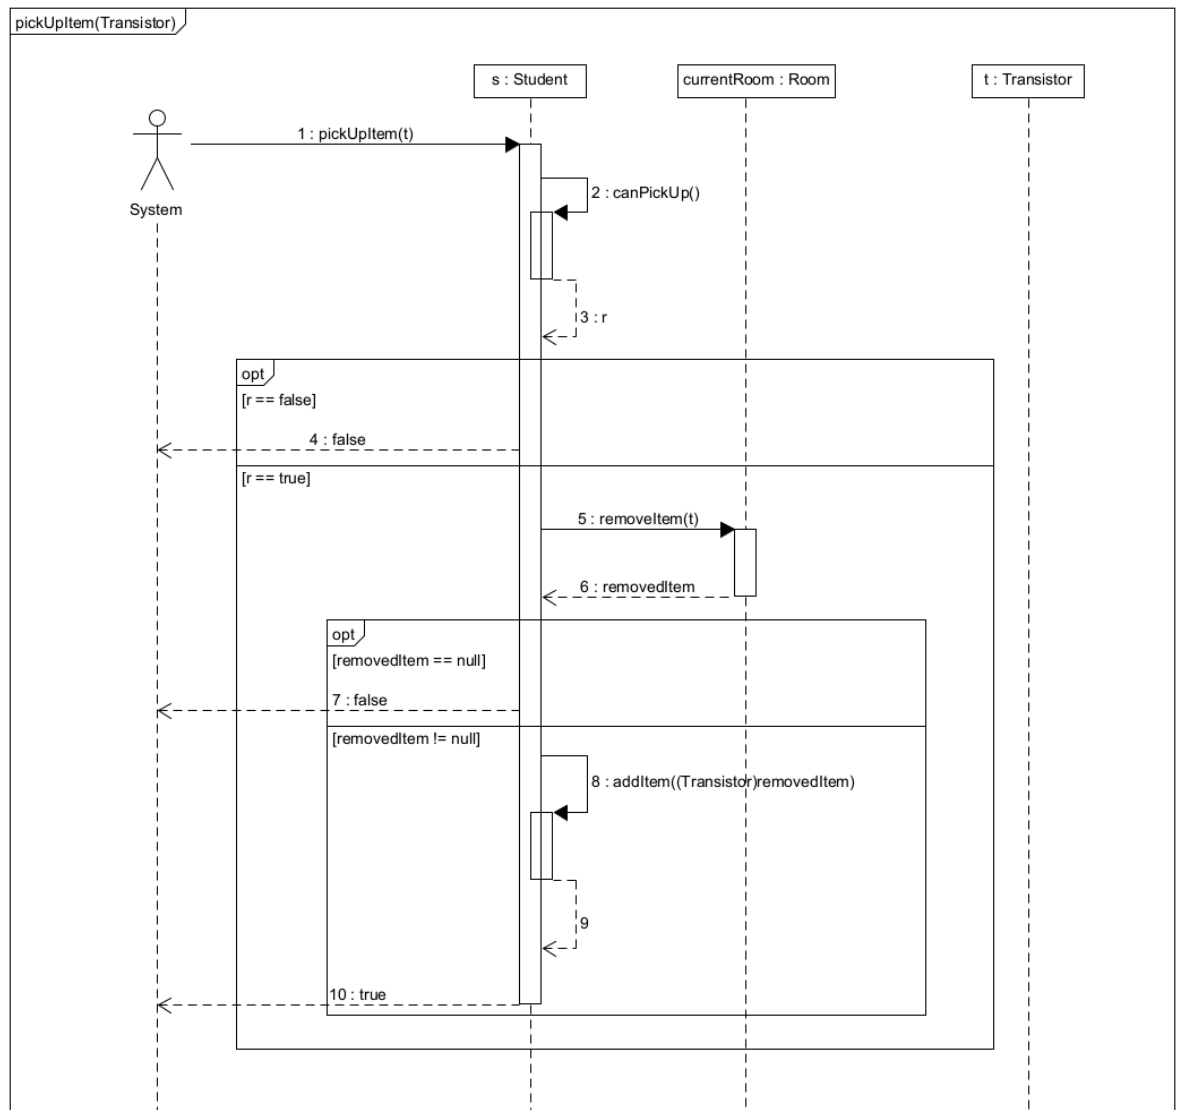 pickUpItem(Transistor)
s : Student
currentRoom : Room
t : Transistor
System
1 : pickUpItem(t)
2 : canPickUp()
3 : r
opt
[r == false]
4 : false
[r == true]
5 : removeItem(t)
6 : removedItem
opt
[removedItem == null]
7 : false
[removedItem != null]
8 : addItem((Transistor)removedItem)
9
10 : true